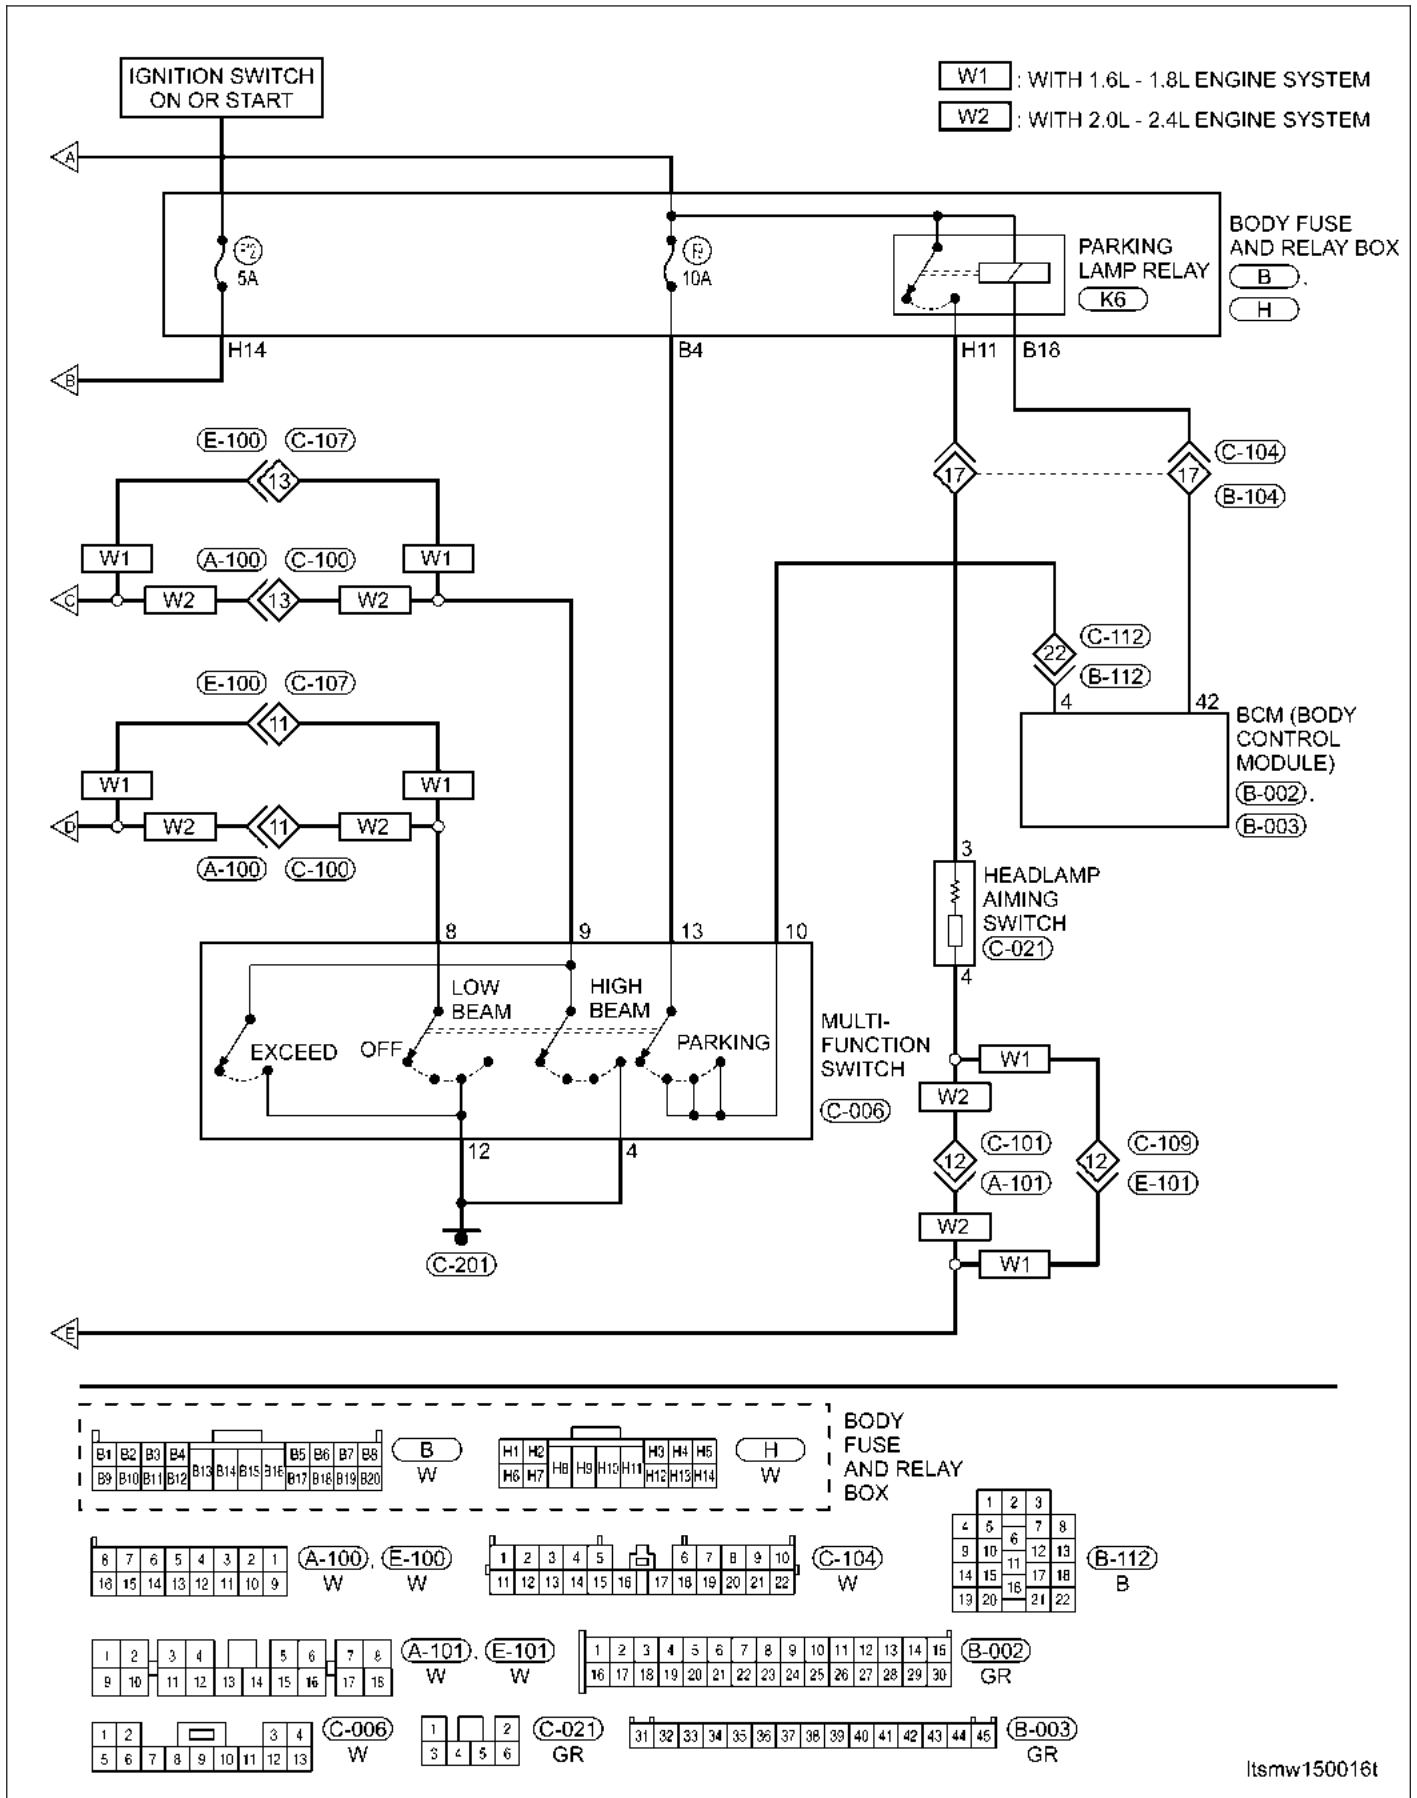 IGNITION SWITCH
ON OR START
W1 : WITH 1.6L - 1.8L ENGINE SYSTEM
W2 : WITH 2.0L - 2.4L ENGINE SYSTEM
A
5A
10A
PARKING
LAMP RELAY
K6
BODY FUSE
AND RELAY BOX
B ,
H
H14
B4
H11
B18
B
E-100
C-107
13
W1
W1
A-100
C-100
C
W2
13
W2
17
17
C-104
B-104
E-100
C-107
11
W1
W1
D
W2
11
W2
A-100
C-100
22
C-112
B-112
4
42
BCM (BODY
CONTROL
MODULE)
B-002 ,
B-003
3
HEADLAMP
AIMING
SWITCH
C-021
4
8
9
13
10
LOW
BEAM
HIGH
BEAM
EXCEED
OFF
PARKING
MULTI-
FUNCTION
SWITCH
C-006
12
4
C-201
W1
W2
12
C-101
A-101
12
C-109
E-101
W2
W1
E
BODY
FUSE
AND RELAY
BOX
B1 B2 B3 B4 B5 B6 B7 B8
B9 B10 B11 B12 B13 B14 B15 B16 B17 B18 B19 B20
B
W
H1 H2 H3 H4 H5
H6 H7 H8 H9 H10 H11 H12 H13 H14
H
W
8 7 6 5 4 3 2 1
16 15 14 13 12 11 10 9
A-100 , E-100
W W
1 2 3 4 5 6 7 8 9 10
11 12 13 14 15 16 17 18 19 20 21 22
C-104
W
1 2 3
4 5 6 7 8
9 10 11 12 13
14 15 16 17 18
19 20 21 22
B-112
B
1 2 3 4 5 6 7 8
9 10 11 12 13 14 15 16 17 18
A-101 , E-101
W W
1 2 3 4 5 6 7 8 9 10 11 12 13 14 15
16 17 18 19 20 21 22 23 24 25 26 27 28 29 30
B-002
GR
1 2 3 4
5 6 7 8 9 10 11 12 13
C-006
W
1 2
3 4 5 6
C-021
GR
31 32 33 34 35 36 37 38 39 40 41 42 43 44 45
B-003
GR
ltsmw150016t